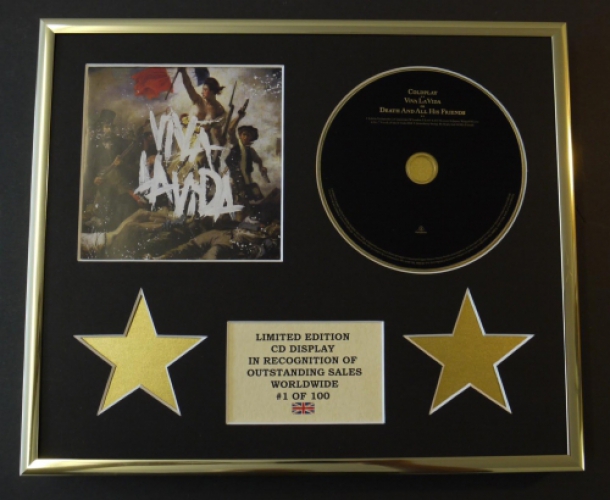 VIVA
LA VIDA
COLDPLAY
VIVA LA VIDA
OR
DEATH AND ALL HIS FRIENDS
LIMITED EDITION
CD DISPLAY
IN RECOGNITION OF
OUTSTANDING SALES
WORLDWIDE
#1 OF 100